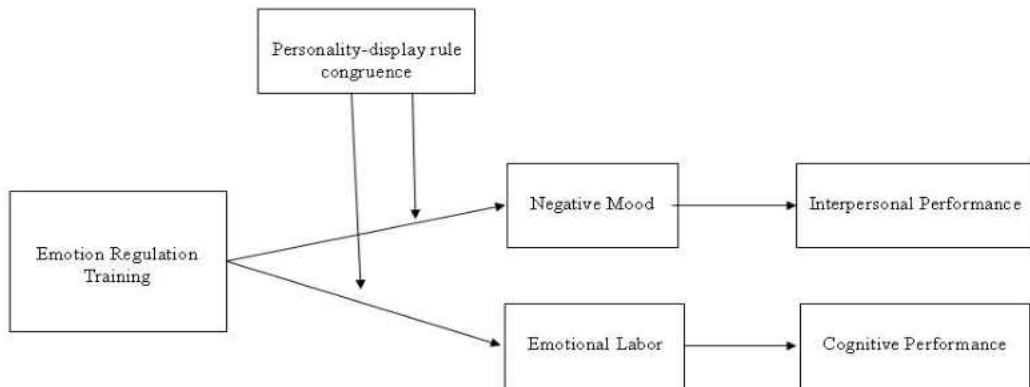 Personality-display rule
congruence
Negative Mood
Interpersonal Performance
Emotion Regulation
Training
Emotional Labor
Cognitive Performance